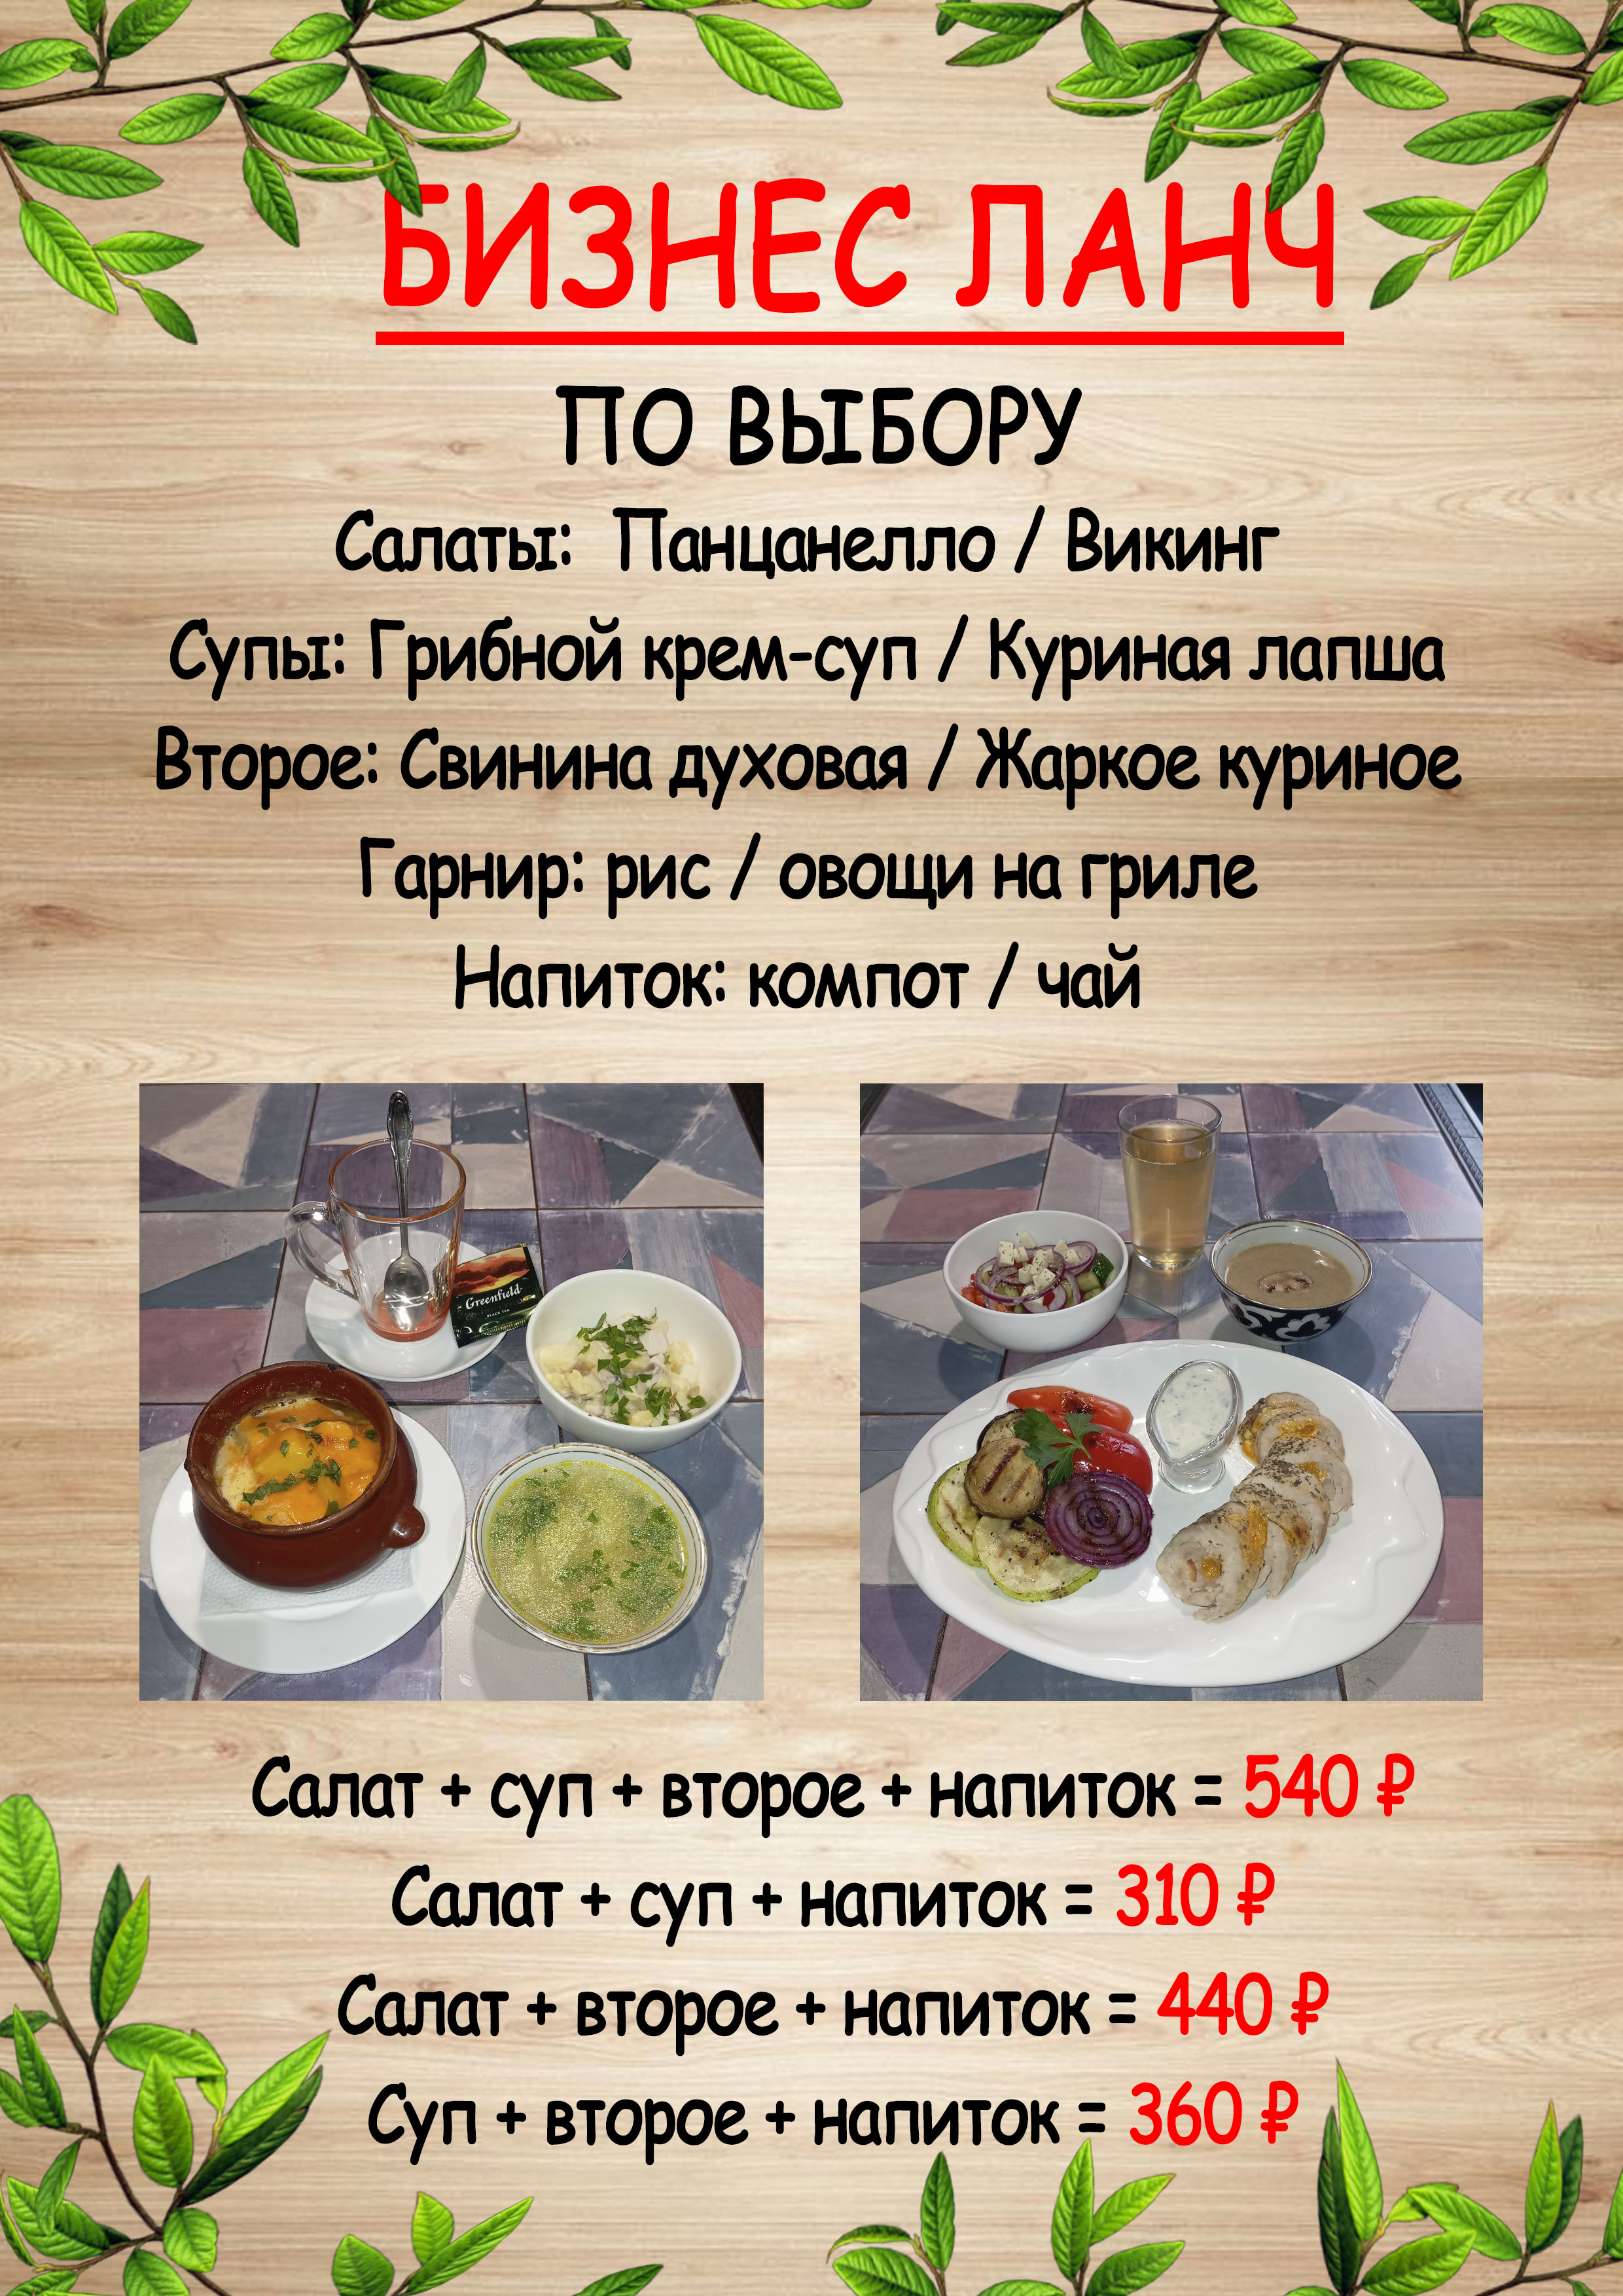 БИЗНЕС ЛАНЧ
ПО ВЫБОРУ
Салаты: Панцанелло / Викинг
Супы: Грибной крем-суп / Куриная лапша
Второе: Свинина духовая / Жаркое куриное
Гарнир: рис / овощи на гриле
Напиток: компот / чай
Greenfield
BLACK TEA
Салат + суп + второе + напиток = 540 ₽
Салат + суп + напиток = 310 ₽
Салат + второе + напиток = 440 ₽
Суп + второе + напиток = 360 ₽